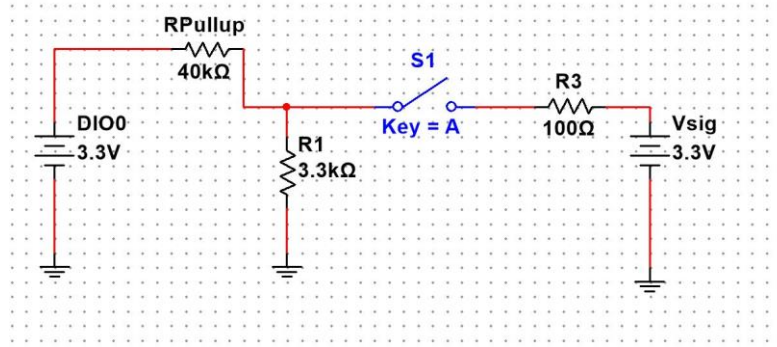 RPullup
40kΩ
DIO0
3.3V
R1
3.3kΩ
S1
Key = A
R3
100Ω
Vsig
3.3V